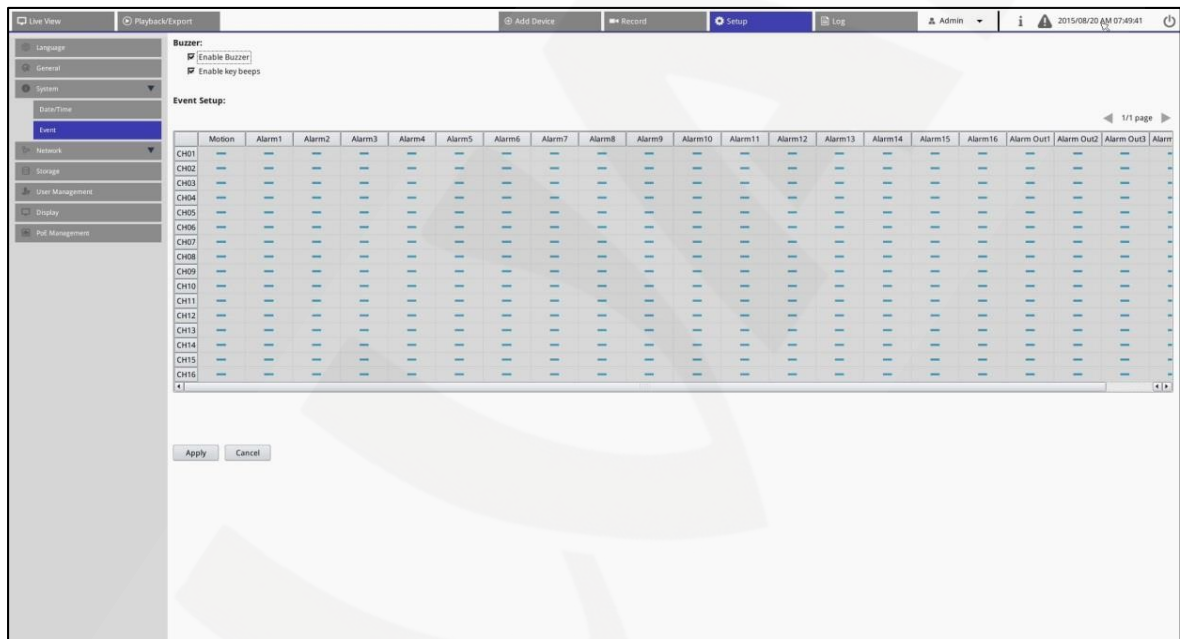 Live View Playback/Export Add Device Record Setup Log Admin i 2015/08/20 AM 07:49:41
Language
General
System
Date/Time
Event
Network
Storage
User Management
Display
PoE Management
Buzzer:
Enable Buzzer
Enable key beeps
Event Setup:
1/1 page
Motion Alarm1 Alarm2 Alarm3 Alarm4 Alarm5 Alarm6 Alarm7 Alarm8 Alarm9 Alarm10 Alarm11 Alarm12 Alarm13 Alarm14 Alarm15 Alarm16 Alarm Out1 Alarm Out2 Alarm Out3 Alarm
CH01
CH02
CH03
CH04
CH05
CH06
CH07
CH08
CH09
CH10
CH11
CH12
CH13
CH14
CH15
CH16
Apply Cancel